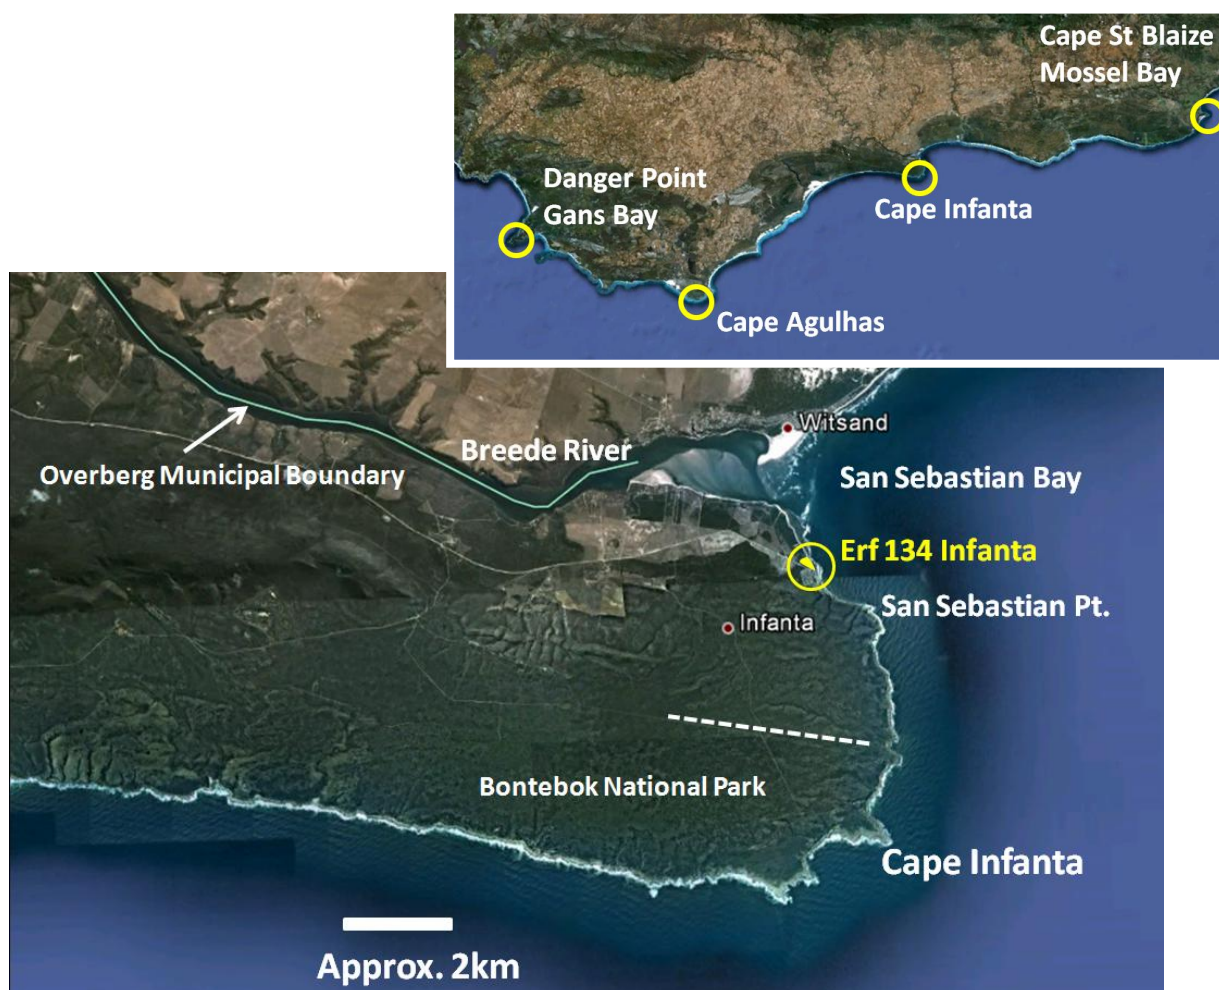 Cape St Blaize
Mossel Bay
Danger Point
Gans Bay
Cape Infanta
Cape Agulhas
Witsand
Breede River
Overberg Municipal Boundary
San Sebastian Bay
Erf 134 Infanta
San Sebastian Pt.
Infanta
Bontebok National Park
Cape Infanta
Approx. 2km